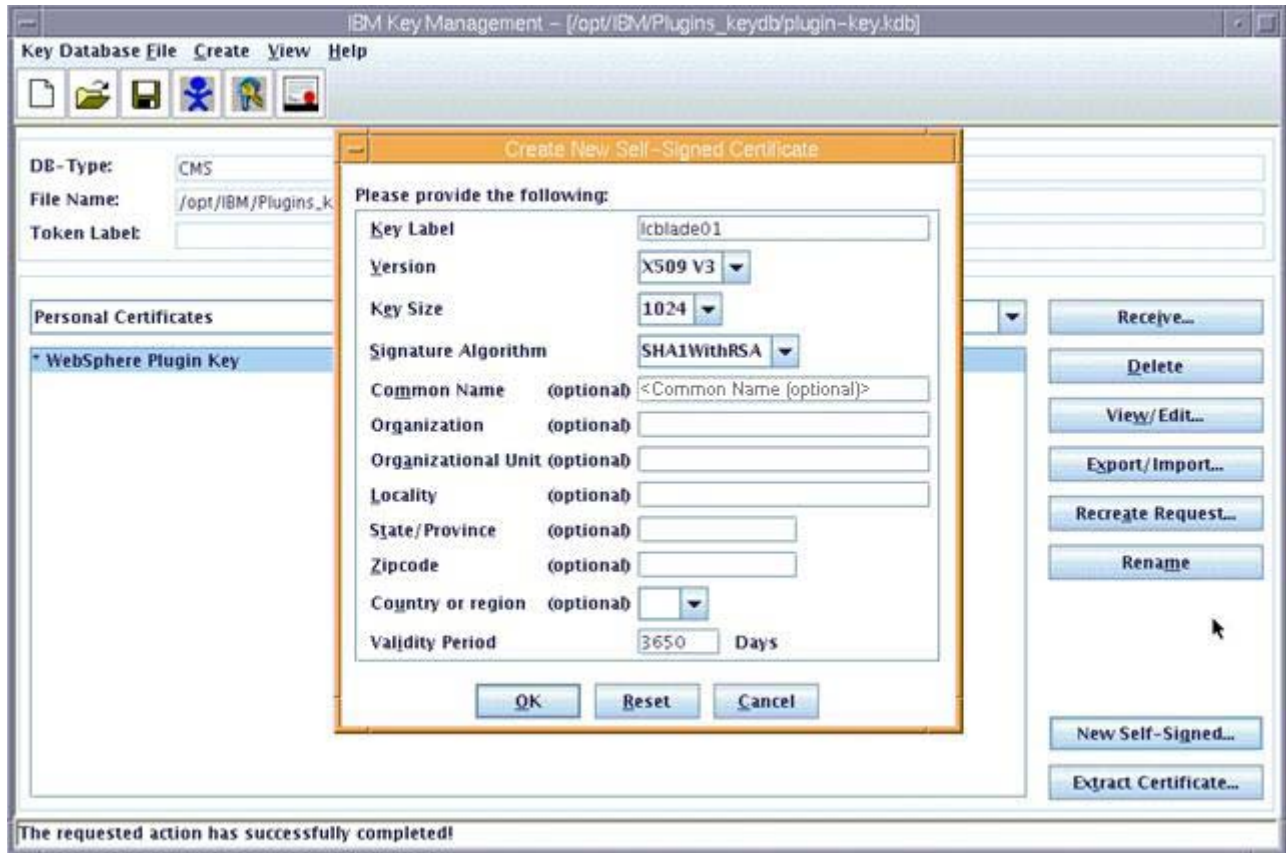 IBM Key Management – [/opt/IBM/Plugins_keydb/plugin-key.kdb]
Key Database File Create View Help
Create New Self-Signed Certificate
DB-Type: CMS
File Name: /opt/IBM/Plugins_k
Token Label:
Please provide the following:
Key Label lcblade01
Version X509 V3
Key Size 1024
Signature Algorithm SHA1WithRSA
Common Name (optional) <Common Name (optional)>
Organization (optional)
Organizational Unit (optional)
Locality (optional)
State/Province (optional)
Zipcode (optional)
Country or region (optional)
Validity Period 3650 Days
OK Reset Cancel
Personal Certificates
* WebSphere Plugin Key
Receive...
Delete
View/Edit...
Export/Import...
Recreate Request...
Rename
New Self-Signed...
Extract Certificate...
The requested action has successfully completed!